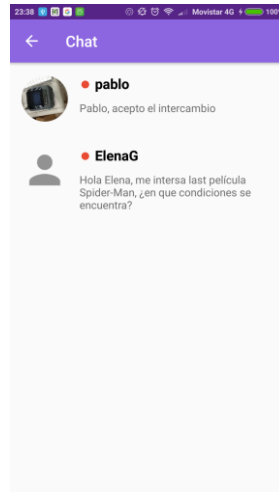 23:38 Movistar 4G 100%
Chat
pablo
Pablo, acepto el intercambio
ElenaG
Hola Elena, me intersa last película
Spider-Man, ¿en que condiciones se
encuentra?